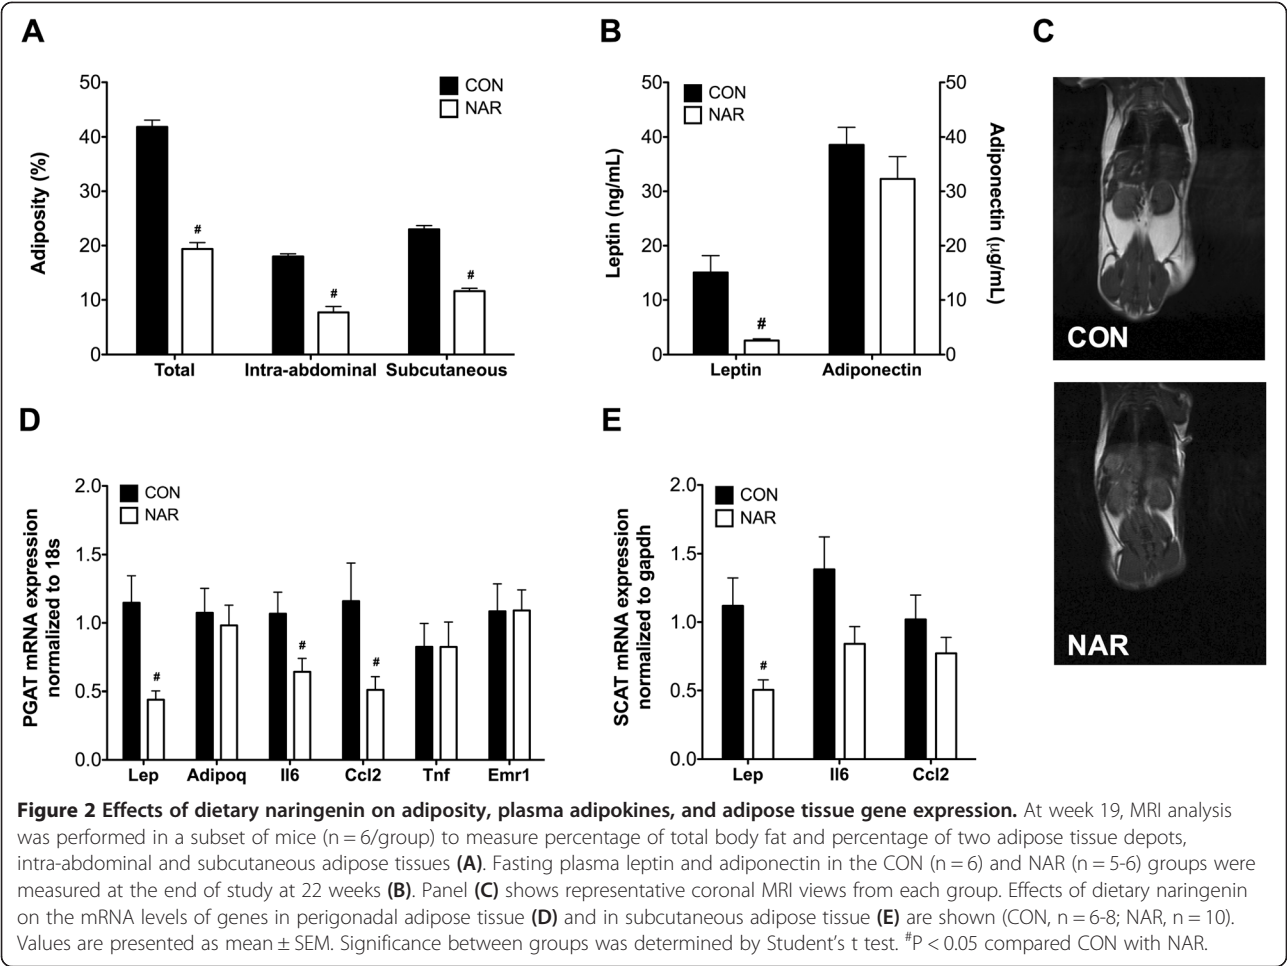 A
50
40
30
20
10
0
Adiposity (%)
CON
NAR
#
#
#
Total
Intra-abdominal
Subcutaneous
B
50
40
30
20
10
0
Leptin (ng/mL)
CON
NAR
#
50
40
30
20
10
0
Adiponectin (μg/mL)
Leptin
Adiponectin
C
CON
NAR
D
2.0
1.5
1.0
0.5
0.0
PGAT mRNA expression
normalized to 18s
CON
NAR
#
#
#
Lep
Adipoq
Il6
Ccl2
Tnf
Emr1
E
2.0
1.5
1.0
0.5
0.0
SCAT mRNA expression
normalized to gapdh
CON
NAR
#
Lep
Il6
Ccl2
Figure 2 Effects of dietary naringenin on adiposity, plasma adipokines, and adipose tissue gene expression. At week 19, MRI analysis
was performed in a subset of mice (n = 6/group) to measure percentage of total body fat and percentage of two adipose tissue depots,
intra-abdominal and subcutaneous adipose tissues (A). Fasting plasma leptin and adiponectin in the CON (n = 6) and NAR (n = 5-6) groups were
measured at the end of study at 22 weeks (B). Panel (C) shows representative coronal MRI views from each group. Effects of dietary naringenin
on the mRNA levels of genes in perigonadal adipose tissue (D) and in subcutaneous adipose tissue (E) are shown (CON, n = 6-8; NAR, n = 10).
Values are presented as mean ± SEM. Significance between groups was determined by Student's t test. #P < 0.05 compared CON with NAR.